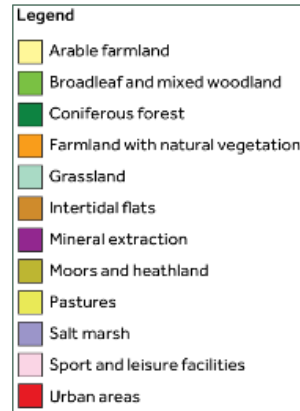 Legend
Arable farmland
Broadleaf and mixed woodland
Coniferous forest
Farmland with natural vegetation
Grassland
Intertidal flats
Mineral extraction
Moors and heathland
Pastures
Salt marsh
Sport and leisure facilities
Urban areas